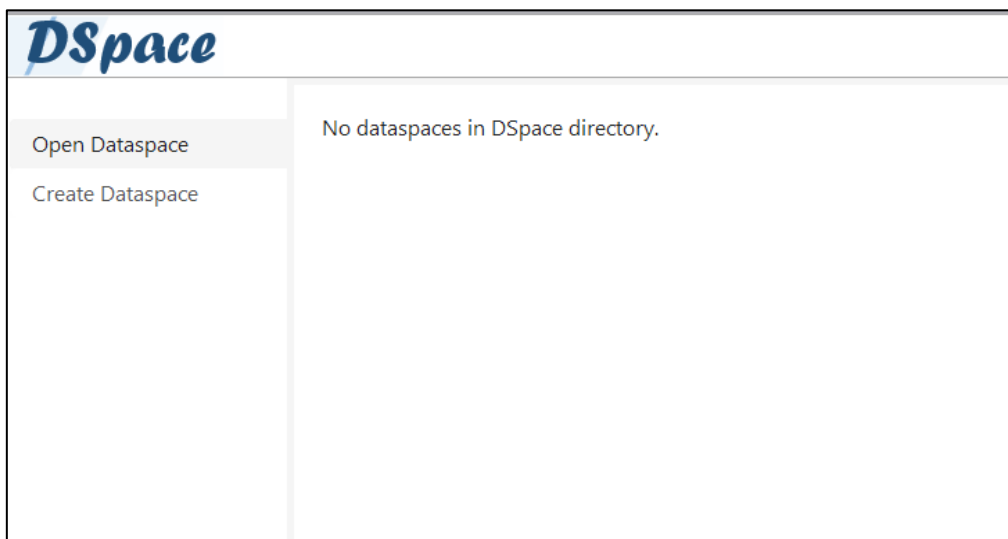 DSpace
Open Dataspace
Create Dataspace
No dataspaces in DSpace directory.